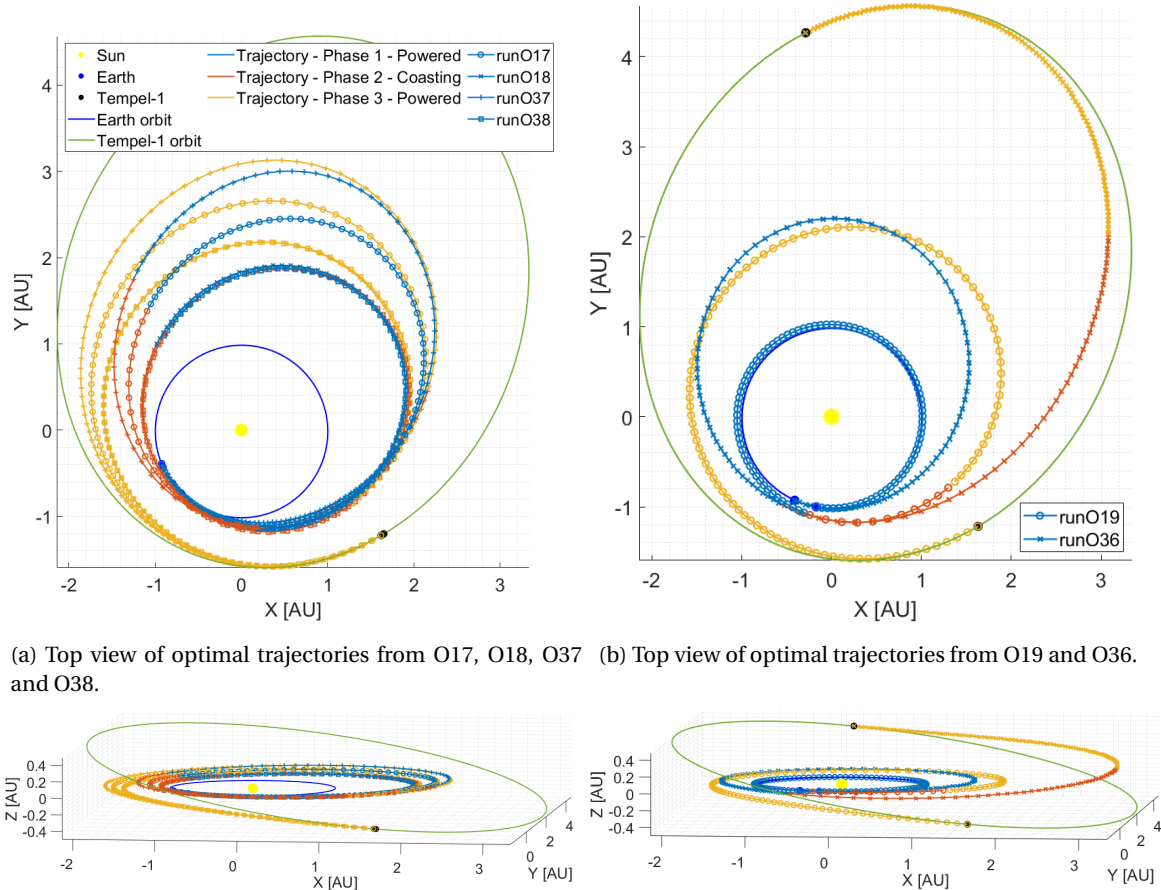 Sun
Earth
Tempel-1
Earth orbit
Tempel-1 orbit
Trajectory - Phase 1 - Powered
Trajectory - Phase 2 - Coasting
Trajectory - Phase 3 - Powered
runO17
runO18
runO37
runO38
4
3
2
1
0
-1
Y [AU]
-2
-1
0
1
2
3
X [AU]
4
3
2
1
0
-1
Y [AU]
runO19
runO36
-2
-1
0
1
2
3
X [AU]
(a) Top view of optimal trajectories from O17, O18, O37
and O38.
(b) Top view of optimal trajectories from O19 and O36.
0.4
0.2
0
-0.2
-0.4
Z [AU]
-2
-1
0
1
2
3
X [AU]
0
2
4
Y [AU]
0.4
0.2
0
-0.2
-0.4
Z [AU]
-2
-1
0
1
2
3
X [AU]
0
2
4
Y [AU]